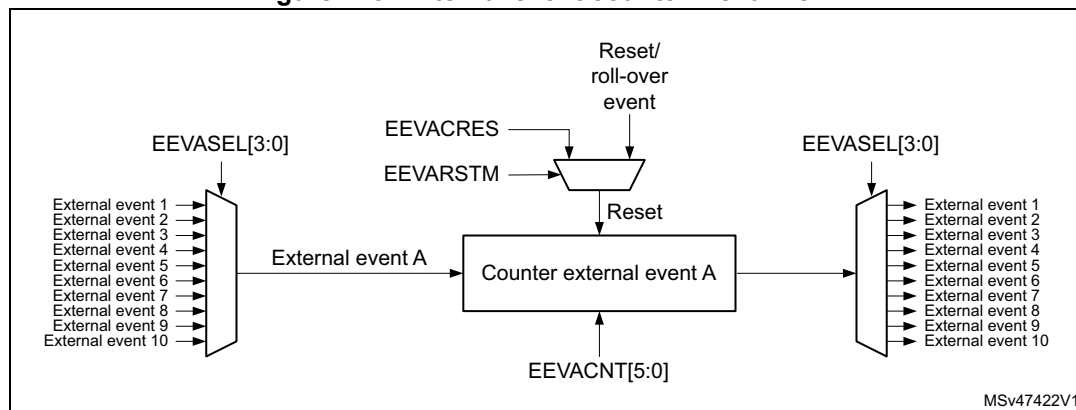 Reset/
roll-over
event
EEVACRES
EEVASEL[3:0]
EEVASEL[3:0]
EEVARSTM
External event 1
External event 2
External event 3
External event 4
External event 5
External event 6
External event 7
External event 8
External event 9
External event 10
Reset
External event A
Counter external event A
External event 1
External event 2
External event 3
External event 4
External event 5
External event 6
External event 7
External event 8
External event 9
External event 10
EEVACNT[5:0]
MSv47422V1